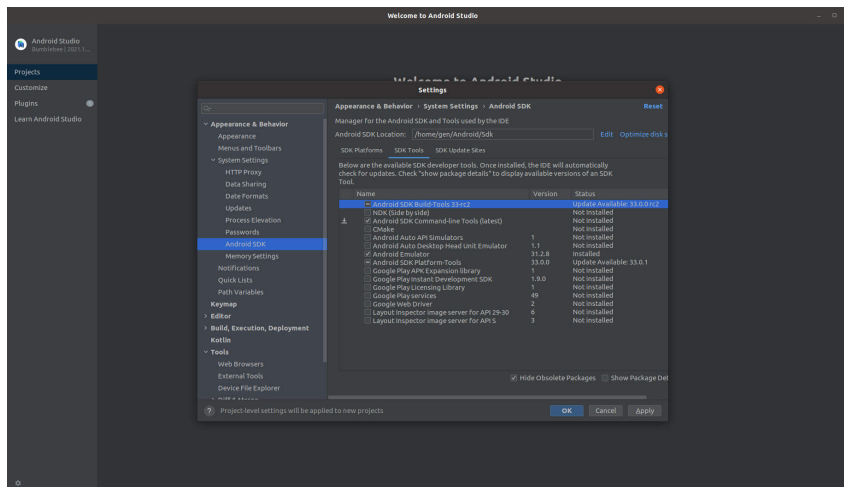 Welcome to Android Studio
Android Studio
Bumblebee | 2021.1...
Projects
Customize
Plugins
Learn Android Studio
Welcome to Android Studio
Settings
Appearance & Behavior
Appearance
Menus and Toolbars
System Settings
HTTP Proxy
Data Sharing
Date Formats
Updates
Process Elevation
Passwords
Android SDK
Memory Settings
Notifications
Quick Lists
Path Variables
Keymap
Editor
Build, Execution, Deployment
Kotlin
Tools
Web Browsers
External Tools
Device File Explorer
Appearance & Behavior › System Settings › Android SDK Reset
Manager for the Android SDK and Tools used by the IDE
Android SDK Location: /home/gen/Android/Sdk Edit Optimize disk s
SDK Platforms SDK Tools SDK Update Sites
Below are the available SDK developer tools. Once installed, the IDE will automatically
check for updates. Check "show package details" to display available versions of an SDK
Tool.
Name Version Status
Android SDK Build-Tools 33-rc2 Update Available: 33.0.0 rc2
NDK (Side by side) Not installed
Android SDK Command-line Tools (latest) Not installed
CMake Not installed
Android Auto API Simulators 1 Not installed
Android Auto Desktop Head Unit Emulator 1.1 Not installed
Android Emulator 31.2.8 Installed
Android SDK Platform-Tools 33.0.0 Update Available: 33.0.1
Google Play APK Expansion library 1 Not installed
Google Play Instant Development SDK 1.9.0 Not installed
Google Play Licensing Library 1 Not installed
Google Play services 49 Not installed
Google Web Driver 2 Not installed
Layout Inspector image server for API 29-30 6 Not installed
Layout Inspector image server for API S 3 Not installed
Hide Obsolete Packages Show Package Det
? Project-level settings will be applied to new projects
OK Cancel Apply